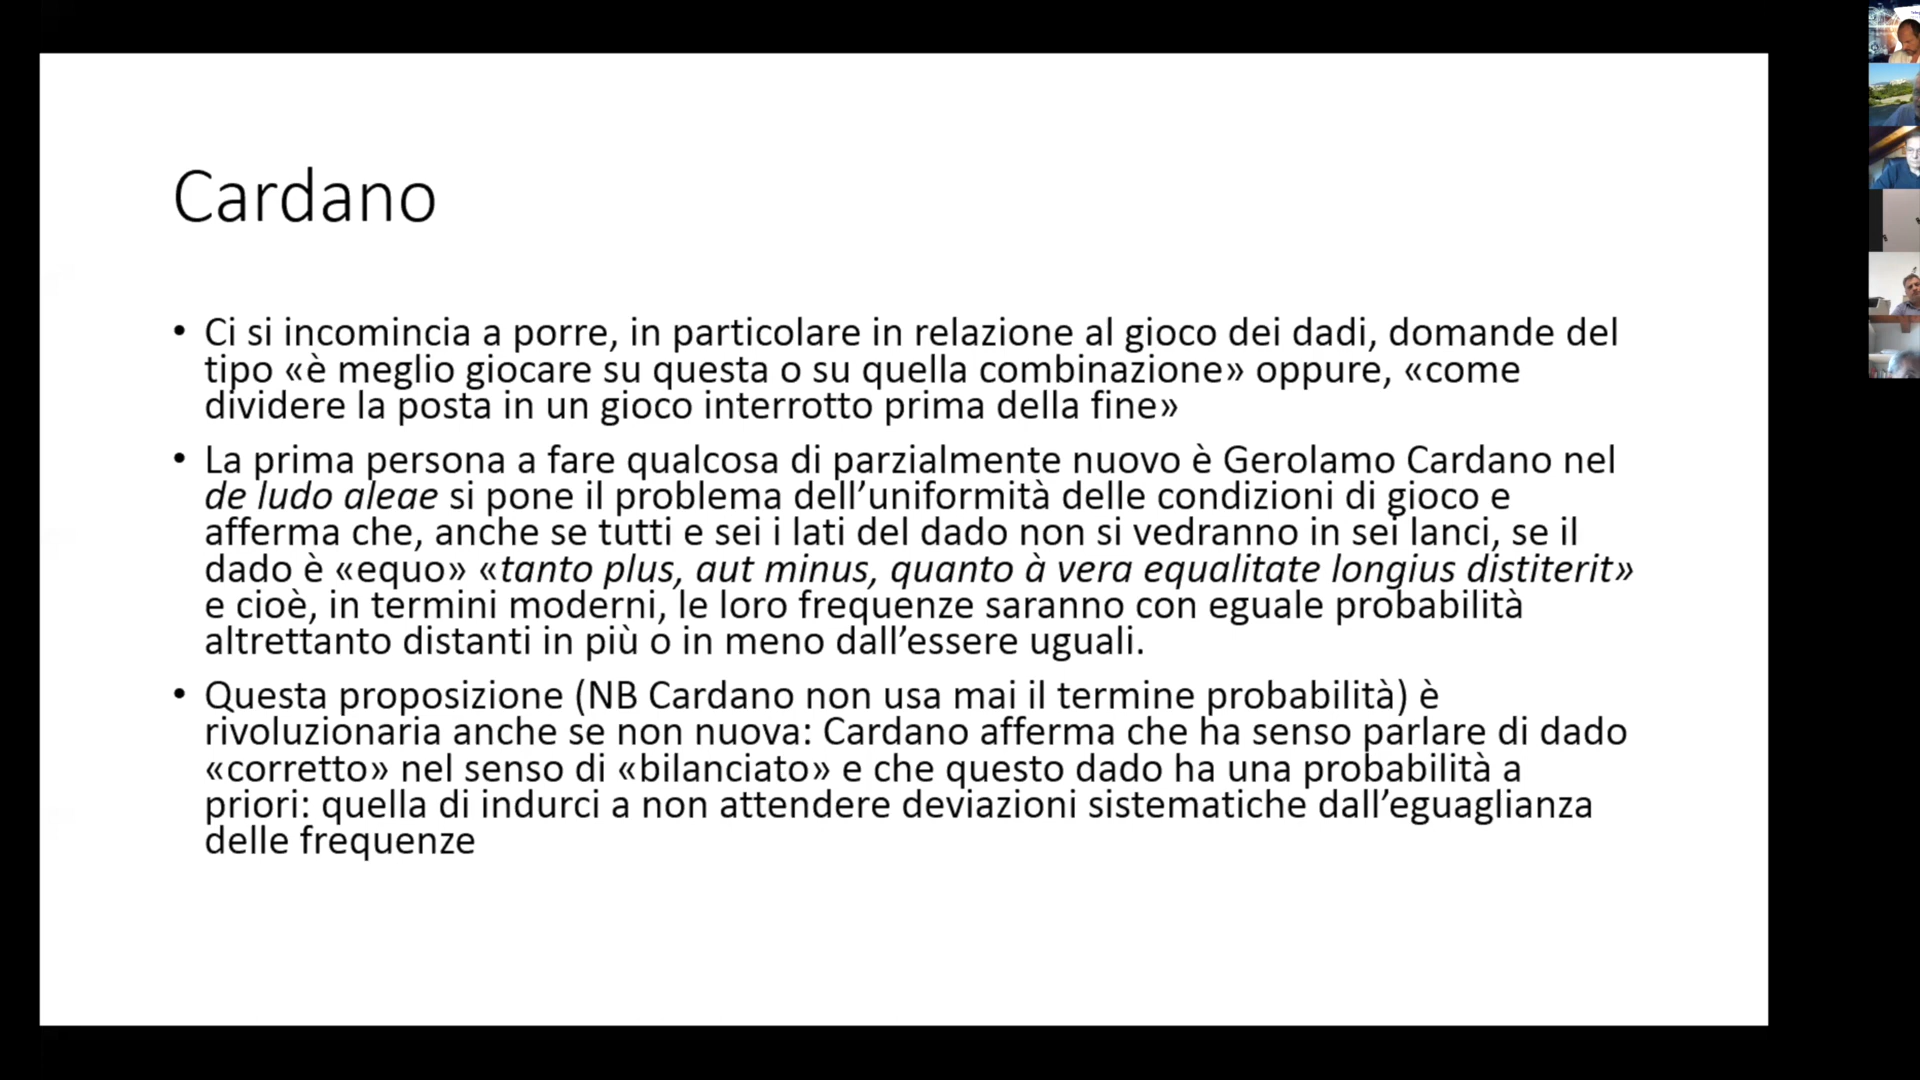 Cardano
• Ci si incomincia a porre, in particolare in relazione al gioco dei dadi, domande del
tipo «è meglio giocare su questa o su quella combinazione» oppure, «come
dividere la posta in un gioco interrotto prima della fine»
• La prima persona a fare qualcosa di parzialmente nuovo è Gerolamo Cardano nel
de ludo aleae si pone il problema dell’uniformità delle condizioni di gioco e
afferma che, anche se tutti e sei i lati del dado non si vedranno in sei lanci, se il
dado è «equo» «tanto plus, aut minus, quanto à vera equalitate longius distiterit»
e cioè, in termini moderni, le loro frequenze saranno con eguale probabilità
altrettanto distanti in più o in meno dall’essere uguali.
• Questa proposizione (NB Cardano non usa mai il termine probabilità) è
rivoluzionaria anche se non nuova: Cardano afferma che ha senso parlare di dado
«corretto» nel senso di «bilanciato» e che questo dado ha una probabilità a
priori: quella di indurci a non attendere deviazioni sistematiche dall’eguaglianza
delle frequenze